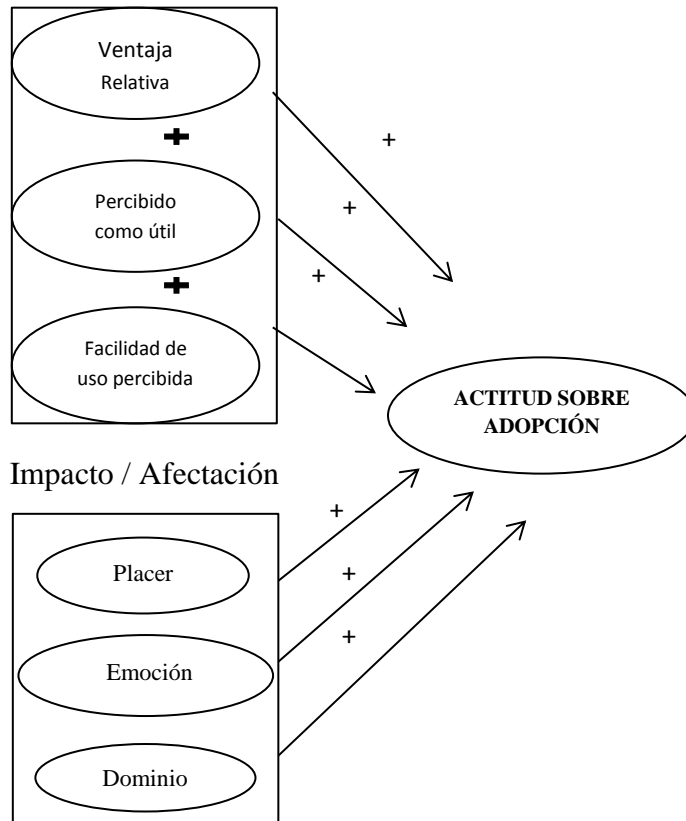 Ventaja
Relativa
+
+
+
Percibido
como útil
+
+
Facilidad de
uso percibida
ACTITUD SOBRE
ADOPCIÓN
Impacto / Afectación
+
Placer
+
Emoción
+
Dominio